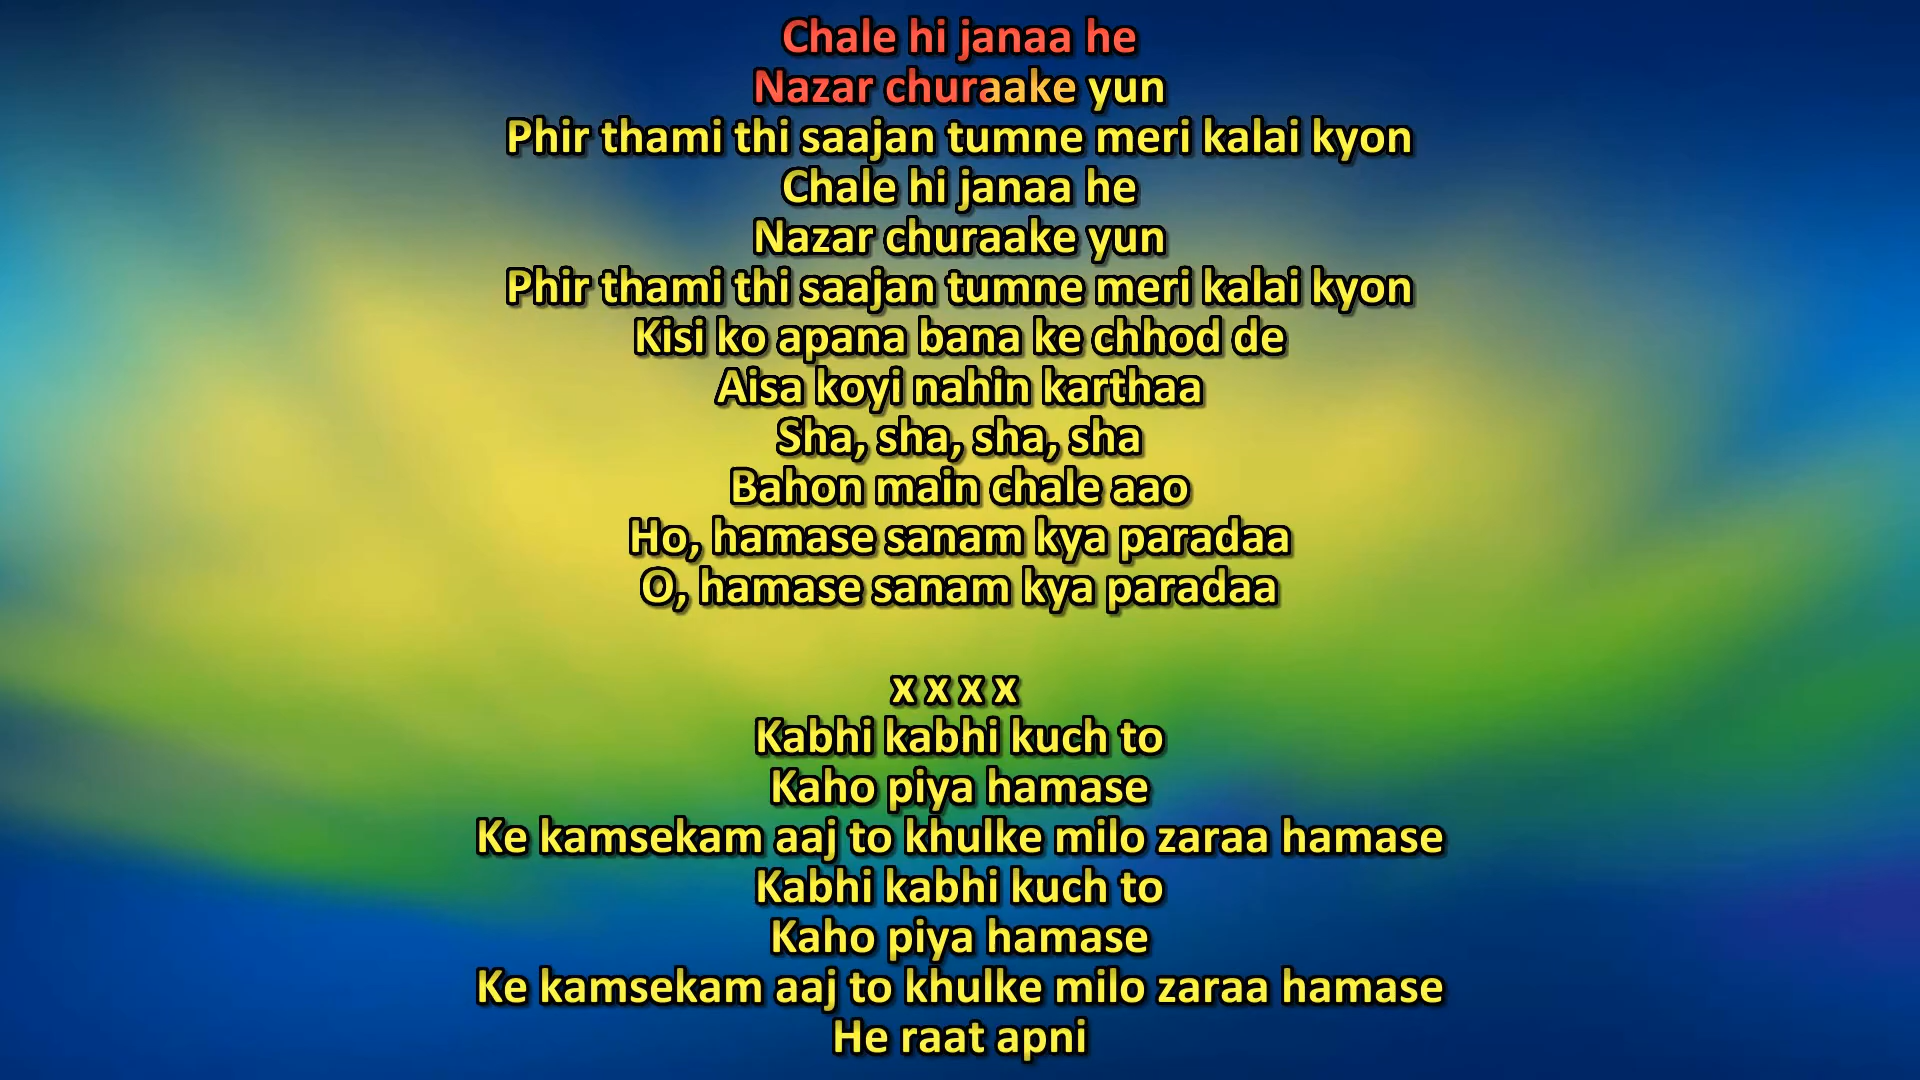 Chale hi janaa he
Nazar churaake yun
Phir thami thi saajan tumne meri kalai kyon
Chale hi janaa he
Nazar churaake yun
Phir thami thi saajan tumne meri kalai kyon
Kisi ko apana bana ke chhod de
Aisa koyi nahin karthaa
Sha, sha, sha, sha
Bahon main chale aao
Ho, hamase sanam kya paradaa
O, hamase sanam kya paradaa
x x x x
Kabhi kabhi kuch to
Kaho piya hamase
Ke kamsekam aaj to khulke milo zaraa hamase
Kabhi kabhi kuch to
Kaho piya hamase
Ke kamsekam aaj to khulke milo zaraa hamase
He raat apni